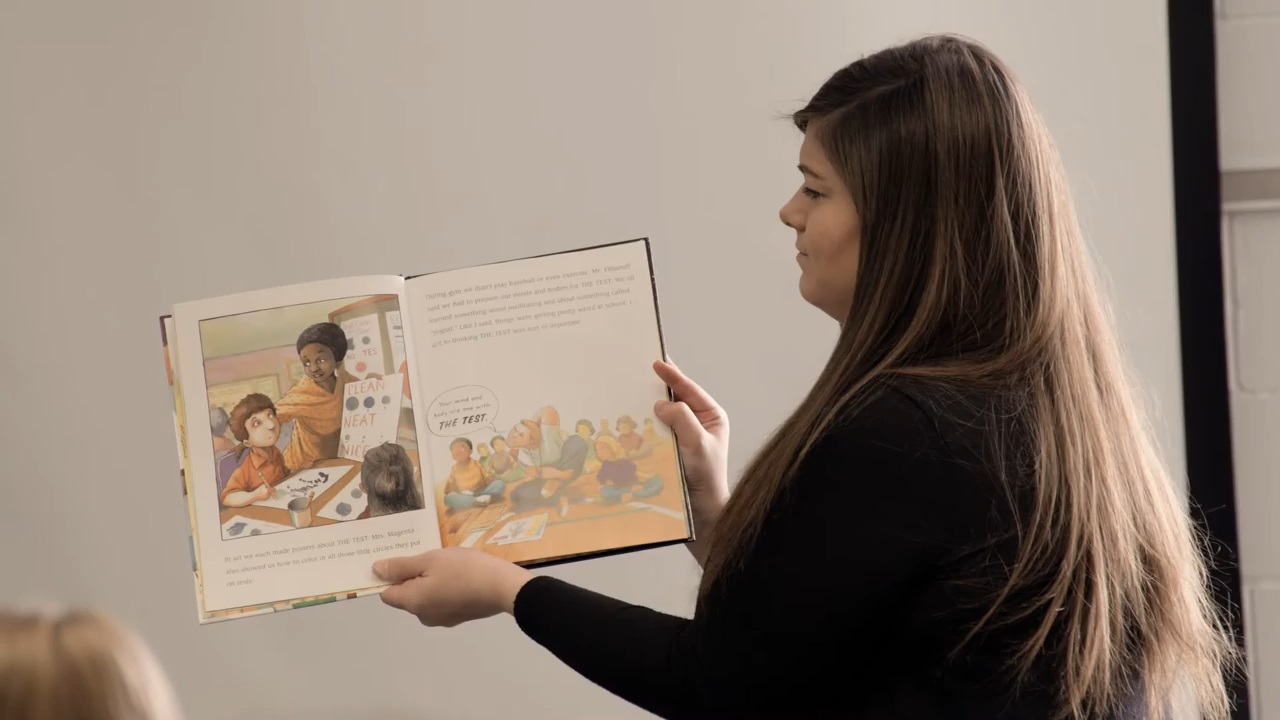 CLEAN
NEAT
In art we each made posters about THE TEST. Mrs. Magenta
also showed us how to color in all those little circles they put
on tests.
During gym we didn't play baseball or even exercise. Mr.
said we had to prepare our minds and bodies for THE TEST. We all
learned something about meditating and about something called
"yoga." Like I said, things were getting pretty weird at school. I
got to thinking THE TEST was sort of important.
Your mind and
body are one with
THE TEST.